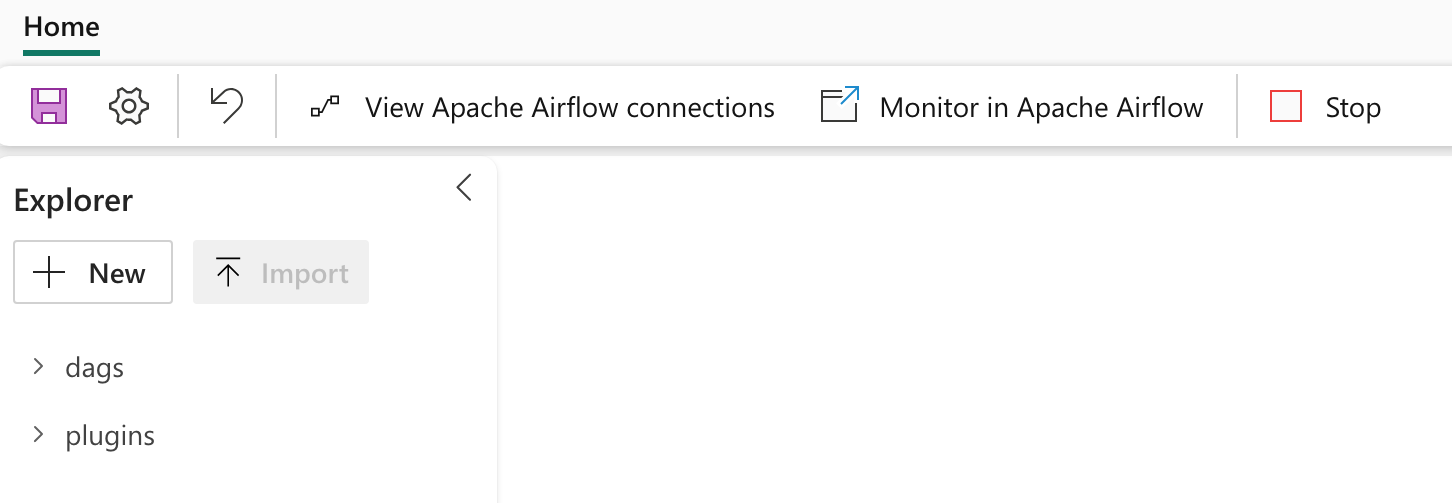 Home
View Apache Airflow connections Monitor in Apache Airflow Stop
Explorer
New Import
dags
plugins